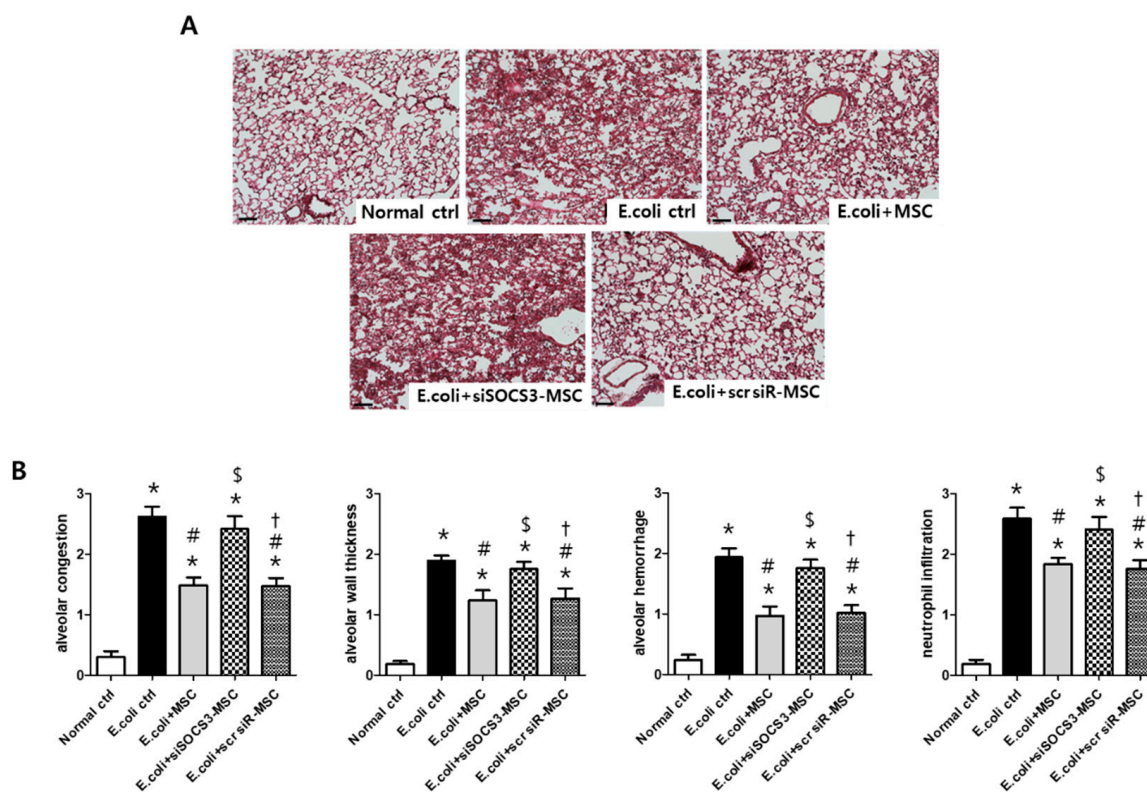 A
Normal ctrl
E.coli ctrl
E.coli+MSC
E.coli+siSOCS3-MSC
E.coli+scrsiR-MSC
B
alveolar congestion
3
2
1
0
*
#
*
$
*
†
#
*
Normal ctrl
E.coli ctrl
E.coli+MSC
E.coli+siSOCS3-MSC
E.coli+scr siR-MSC
alveolar wall thickness
3
2
1
0
*
#
*
$
*
†
#
*
Normal ctrl
E.coli ctrl
E.coli+MSC
E.coli+siSOCS3-MSC
E.coli+scr siR-MSC
alveolar hemorrhage
3
2
1
0
*
#
*
$
*
†
#
*
Normal ctrl
E.coli ctrl
E.coli+MSC
E.coli+siSOCS3-MSC
E.coli+scr siR-MSC
neutrophil infiltration
3
2
1
0
*
#
*
$
*
†
#
*
Normal ctrl
E.coli ctrl
E.coli+MSC
E.coli+siSOCS3-MSC
E.coli+scr siR-MSC